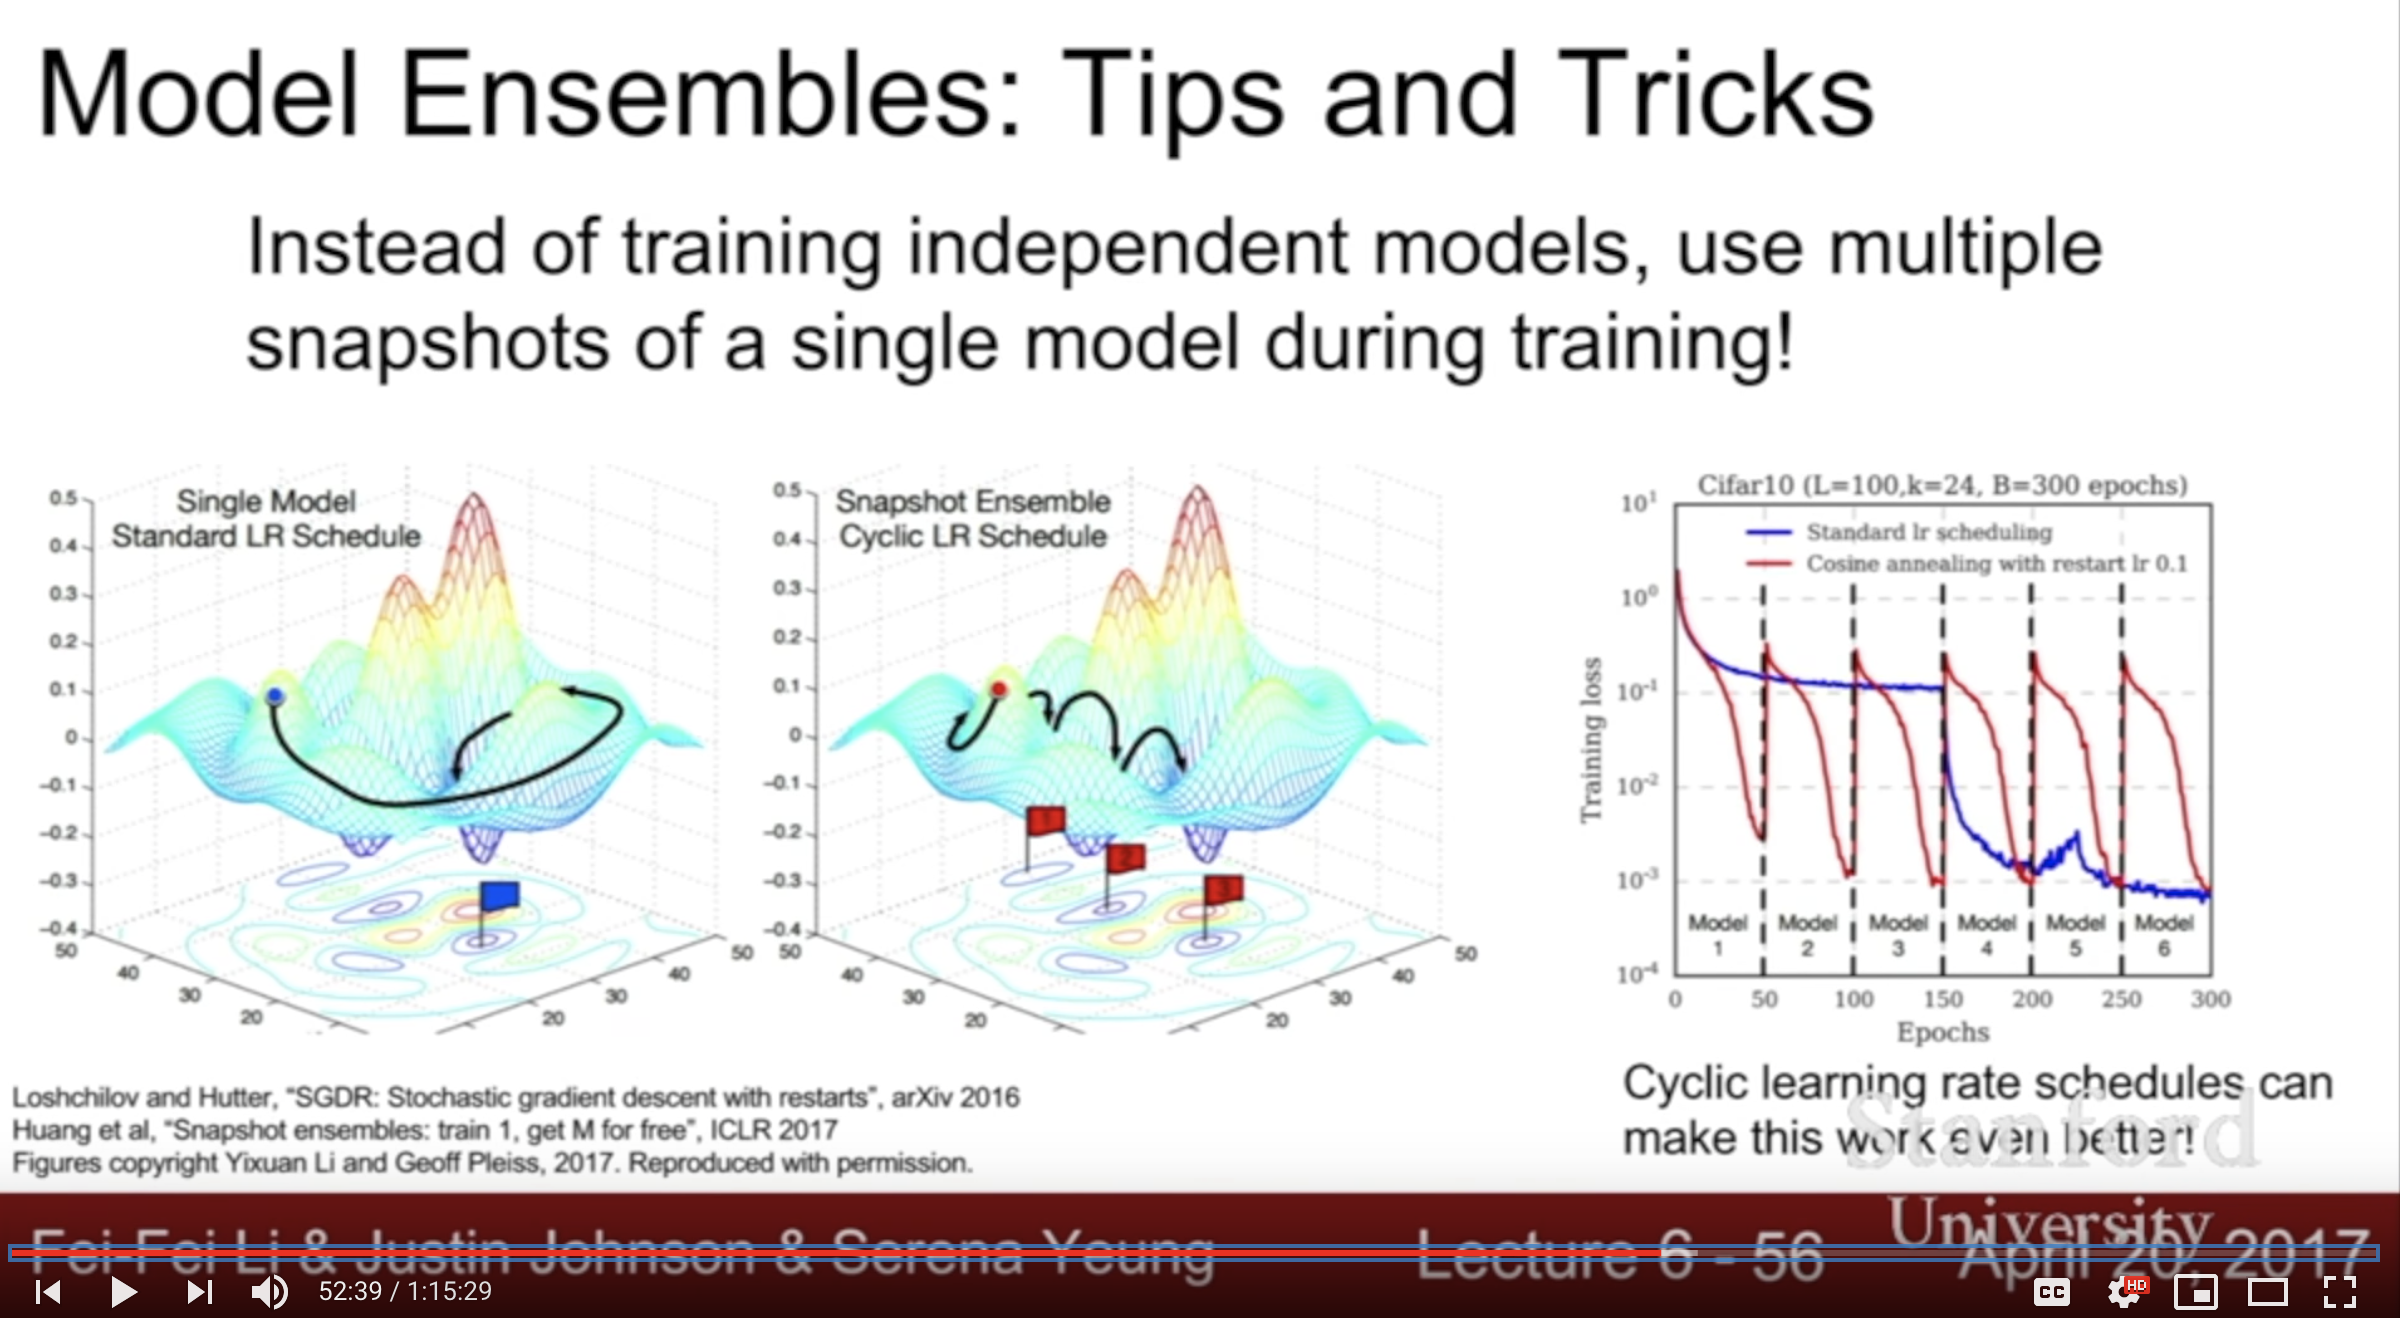 Model Ensembles: Tips and Tricks
Instead of training independent models, use multiple
snapshots of a single model during training!
Single Model
Standard LR Schedule
0.5
0.4
0.3
0.2
0.1
0
−0.1
−0.2
−0.3
−0.4
50
40
30
20
20
30
40
50
Snapshot Ensemble
Cyclic LR Schedule
0.5
0.4
0.3
0.2
0.1
0
−0.1
−0.2
−0.3
−0.4
50
40
30
20
20
30
40
50
1
2
3
Cifar10 (L=100,k=24, B=300 epochs)
Standard lr scheduling
Cosine annealing with restart lr 0.1
Training loss
10¹
10⁰
10⁻¹
10⁻²
10⁻³
10⁻⁴
Model Model Model Model Model Model
1 2 3 4 5 6
0 50 100 150 200 250 300
Epochs
Cyclic learning rate schedules can
make this work even better!
Loshchilov and Hutter, "SGDR: Stochastic gradient descent with restarts", arXiv 2016
Huang et al, "Snapshot ensembles: train 1, get M for free", ICLR 2017
Figures copyright Yixuan Li and Geoff Pleiss, 2017. Reproduced with permission.
Stanford
University
Fei-Fei Li & Justin Johnson & Serena Yeung
Lecture 6 - 56
April 20, 2017
52:39 / 1:15:29
CC
HD